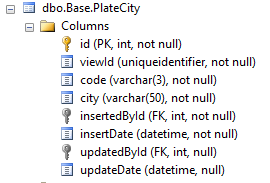 dbo.Base.PlateCity
Columns
id (PK, int, not null)
viewId (uniqueidentifier, not null)
code (varchar(3), not null)
city (varchar(50), not null)
insertedById (FK, int, not null)
insertDate (datetime, not null)
updatedById (FK, int, null)
updateDate (datetime, null)